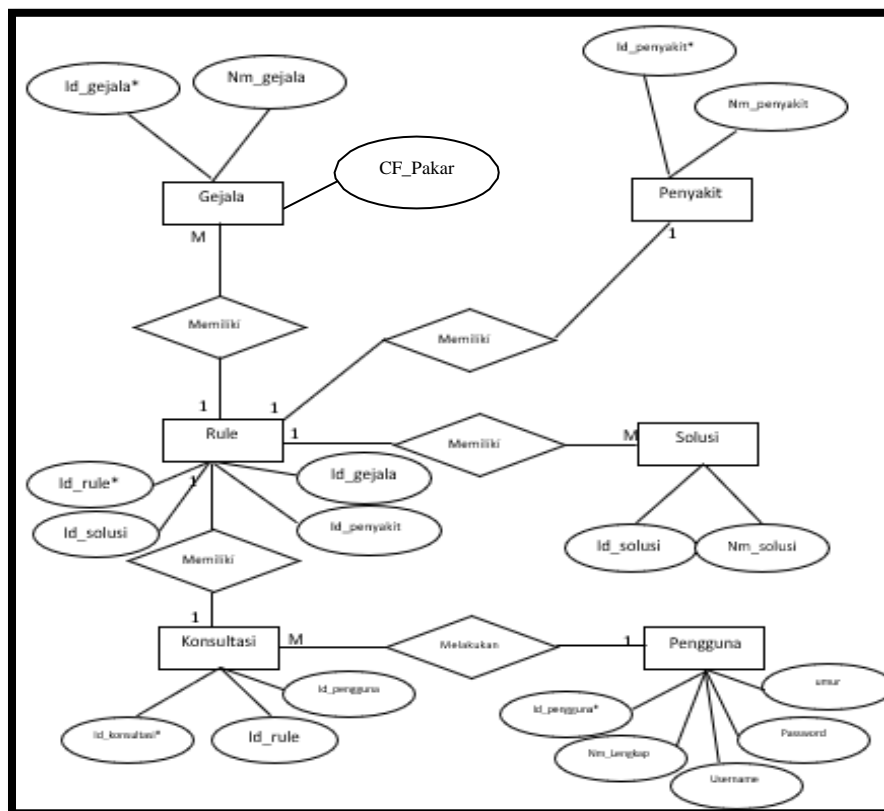 Id_penyakit*
Id_gejala*
Nm_gejala
Nm_penyakit
CF_Pakar
Gejala
Penyakit
M
1
Memiliki
Memiliki
1
1
Rule
1
Memiliki
M
Solusi
Id_rule*
1
Id_gejala
Id_solusi
Id_penyakit
Id_solusi
Nm_solusi
Memiliki
1
Konsultasi
M
Melakukan
1
Pengguna
Id_pengguna
umur
Id_pengguna*
Id_konsultasi*
Id_rule
Password
Nm_Lengkap
Username